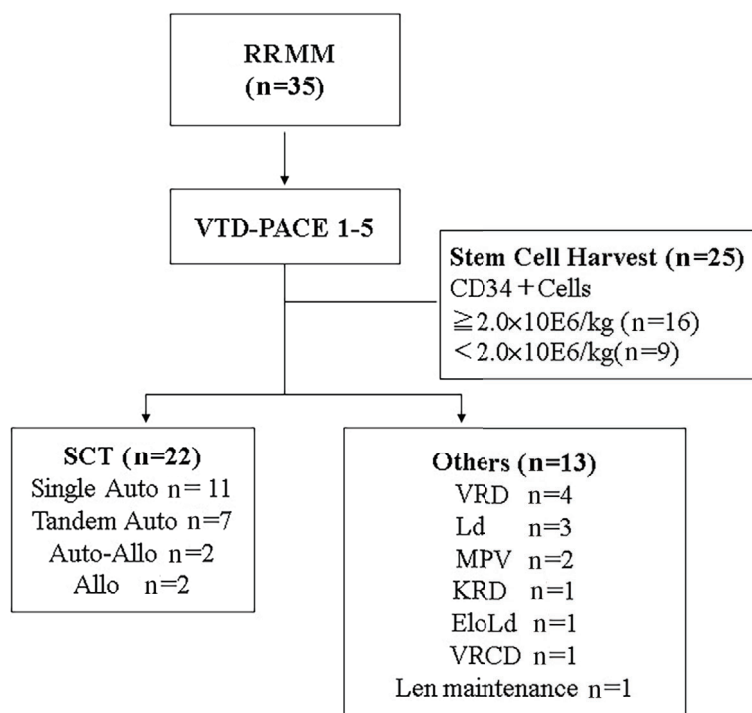 RRMM
(n=35)
VTD-PACE 1-5
Stem Cell Harvest (n=25)
CD34+Cells
≧2.0×10E6/kg (n=16)
<2.0×10E6/kg(n=9)
SCT (n=22)
Single Auto n= 11
Tandem Auto n=7
Auto-Allo n=2
Allo n=2
Others (n=13)
VRD n=4
Ld n=3
MPV n=2
KRD n=1
EloLd n=1
VRCD n=1
Len maintenance n=1